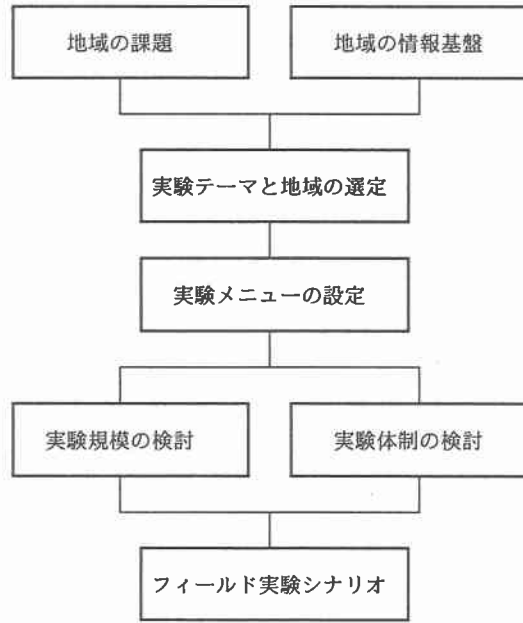 地域の課題
地域の情報基盤
実験テーマと地域の選定
実験メニューの設定
実験規模の検討
実験体制の検討
フィールド実験シナリオ